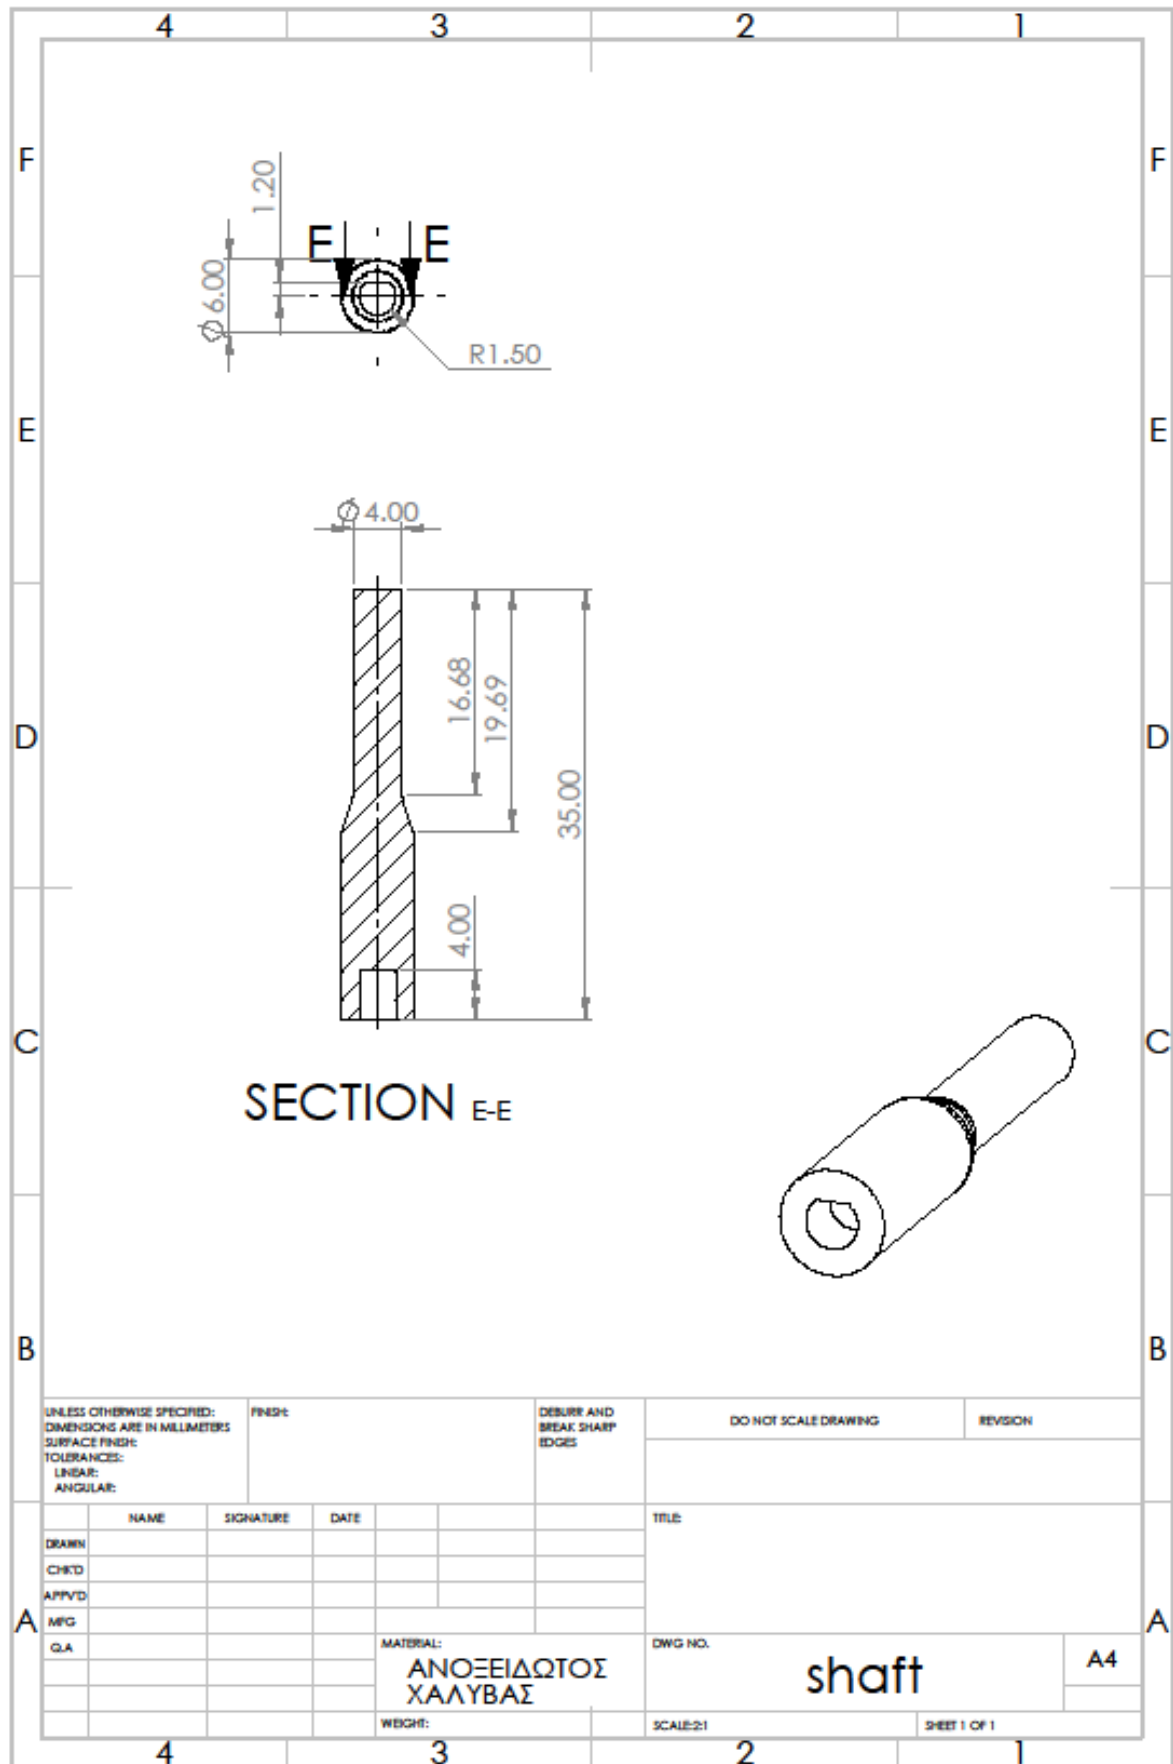 4 3 2 1
F F
1.20
E E
⌀ 6.00
R1.50
E E
⌀ 4.00
16.68
19.69
D D
35.00
4.00
C C
SECTION E-E
B B
UNLESS OTHERWISE SPECIFIED:
DIMENSIONS ARE IN MILLIMETERS
SURFACE FINISH:
TOLERANCES:
LINEAR:
ANGULAR:
FINISH:
DEBURR AND
BREAK SHARP
EDGES
DO NOT SCALE DRAWING
REVISION
NAME SIGNATURE DATE
DRAWN
CHK'D
APPV'D
MFG
Q.A
TITLE:
A A
MATERIAL:
ΑΝΟΞΕΙΔΩΤΟΣ
ΧΑΛΥΒΑΣ
DWG NO.
shaft
A4
WEIGHT:
SCALE:2:1
SHEET 1 OF 1
4 3 2 1